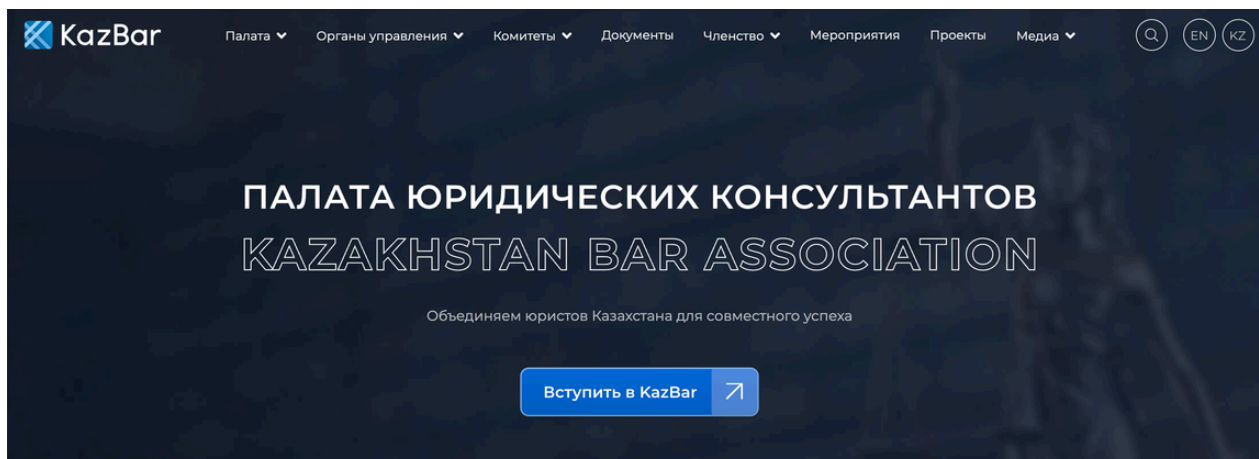 KazBar Палата Органы управления Комитеты Документы Членство Мероприятия Проекты Медиа EN KZ
ПАЛАТА ЮРИДИЧЕСКИХ КОНСУЛЬТАНТОВ
KAZAKHSTAN BAR ASSOCIATION
Объединяем юристов Казахстана для совместного успеха
Вступить в KazBar